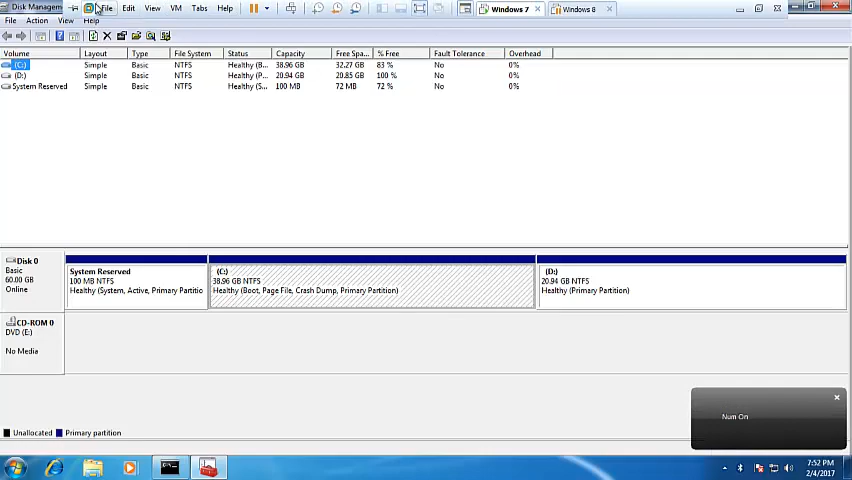 Disk Managem File Edit View VM Tabs Help Windows 7 Windows 8
File Action View Help
Volume Layout Type File System Status Capacity Free Spa... % Free Fault Tolerance Overhead
(C:) Simple Basic NTFS Healthy (B... 38.96 GB 32.27 GB 83 % No 0%
(D:) Simple Basic NTFS Healthy (P... 20.94 GB 20.85 GB 100 % No 0%
System Reserved Simple Basic NTFS Healthy (S... 100 MB 72 MB 72 % No 0%
Disk 0
Basic
60.00 GB
Online
System Reserved
100 MB NTFS
Healthy (System, Active, Primary Partitio
(C:)
38.96 GB NTFS
Healthy (Boot, Page File, Crash Dump, Primary Partition)
(D:)
20.94 GB NTFS
Healthy (Primary Partition)
CD-ROM 0
DVD (E:)
No Media
Num On
Unallocated Primary partition
7:52 PM
2/4/2017